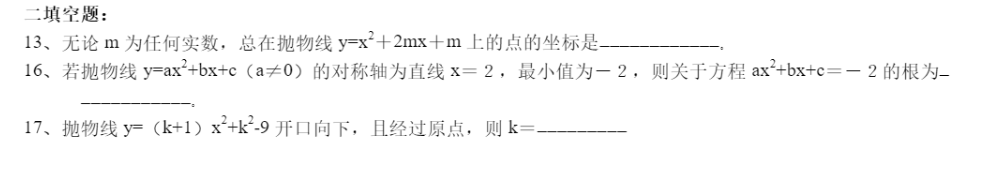 二填空题：
13、无论 m 为任何实数，总在抛物线 y=x²＋2mx＋m 上的点的坐标是____________。
16、若抛物线 y=ax²+bx+c（a≠0）的对称轴为直线 x＝２，最小值为－２，则关于方程 ax²+bx+c＝－２的根为_
___________。
17、抛物线 y=（k+1）x²+k²-9 开口向下，且经过原点，则 k＝_________